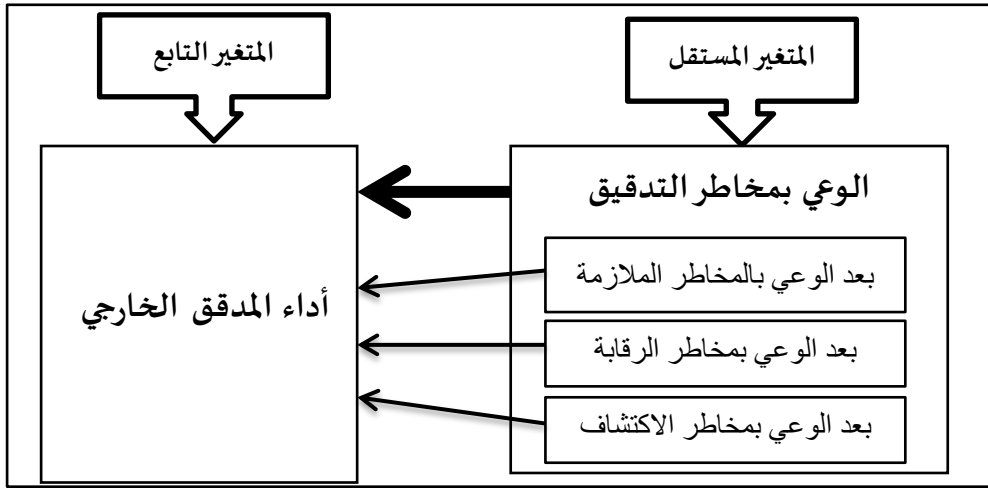 المتغير المستقل
المتغير التابع
الوعي بمخاطر التدقيق
بعد الوعي بالمخاطر الملازمة
بعد الوعي بمخاطر الرقابة
بعد الوعي بمخاطر الاكتشاف
أداء المدقق الخارجي